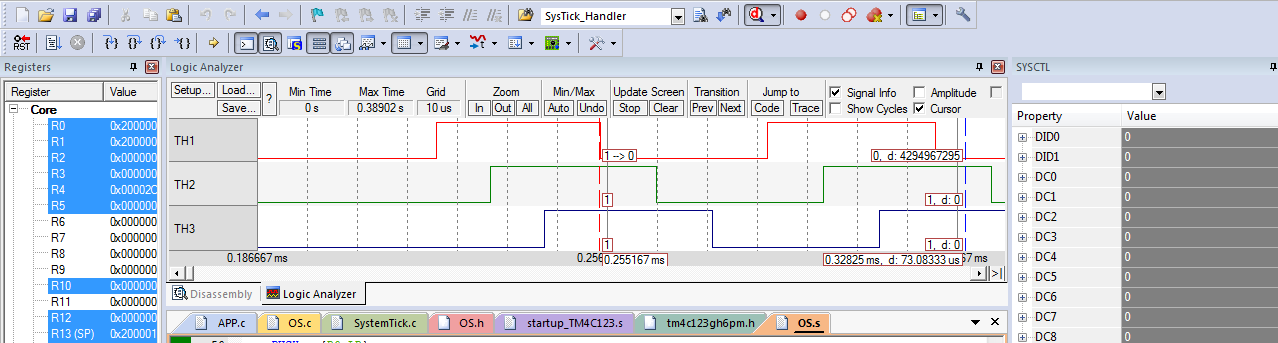 SysTick_Handler
RST
Registers
Logic Analyzer
SYSCTL
Register Value
Setup... Load... Save... ?
Min Time Max Time Grid Zoom Min/Max Update Screen Transition Jump to Signal Info Amplitude
0 s 0.38902 s 10 us In Out All Auto Undo Stop Clear Prev Next Code Trace Show Cycles Cursor
Property Value
Core
R0 0x200000
R1 0x200000
R2 0x000000
R3 0x000000
R4 0x00002C
R5 0x000000
R6 0x000000
R7 0x000000
R8 0x000000
R9 0x000000
R10 0x000000
R11 0x000000
R12 0x000000
R13 (SP) 0x200001
TH1
1 --> 0 0, d: 4294967295
TH2
1 1, d: 0
TH3
1 1, d: 0
0.186667 ms 0.256 0.255167 ms 0.32825 ms, d: 73.08333 us 67 ms
DID0 0
DID1 0
DC0 0
DC1 0
DC2 0
DC3 0
DC4 0
DC5 0
DC6 0
DC7 0
DC8 0
Disassembly Logic Analyzer
APP.c OS.c SystemTick.c OS.h startup_TM4C123.s tm4c123gh6pm.h OS.s